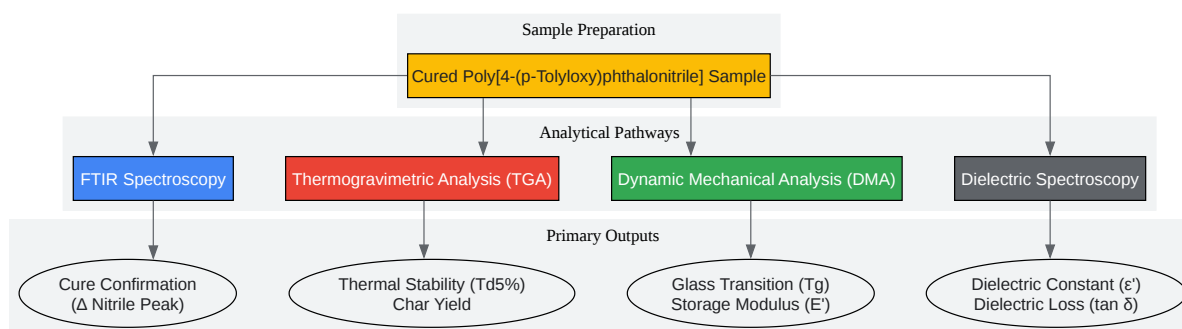 Sample Preparation
Cured Poly[4-(p-Tolyloxy)phthalonitrile] Sample
Analytical Pathways
FTIR Spectroscopy
Thermogravimetric Analysis (TGA)
Dynamic Mechanical Analysis (DMA)
Dielectric Spectroscopy
Primary Outputs
Cure Confirmation
(Δ Nitrile Peak)
Thermal Stability (Td5%)
Char Yield
Glass Transition (Tg)
Storage Modulus (E')
Dielectric Constant (ε')
Dielectric Loss (tan δ)